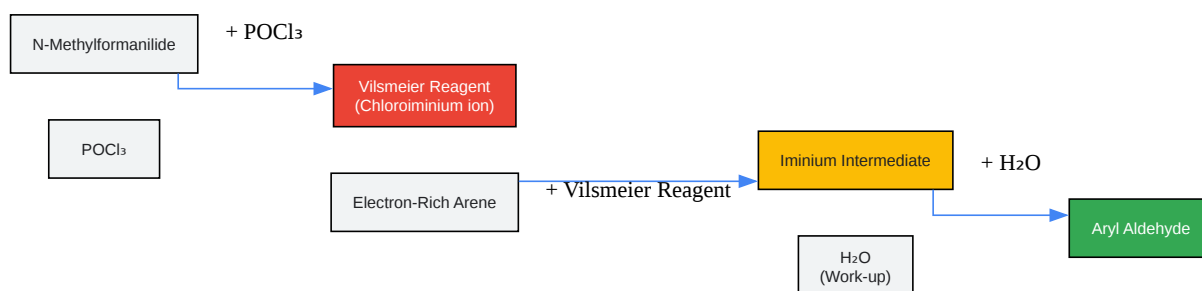 N-Methylformanilide
+ POCl₃
Vilsmeier Reagent
(Chloroiminium ion)
POCl₃
Electron-Rich Arene
+ Vilsmeier Reagent
Iminium Intermediate
+ H₂O
H₂O
(Work-up)
Aryl Aldehyde